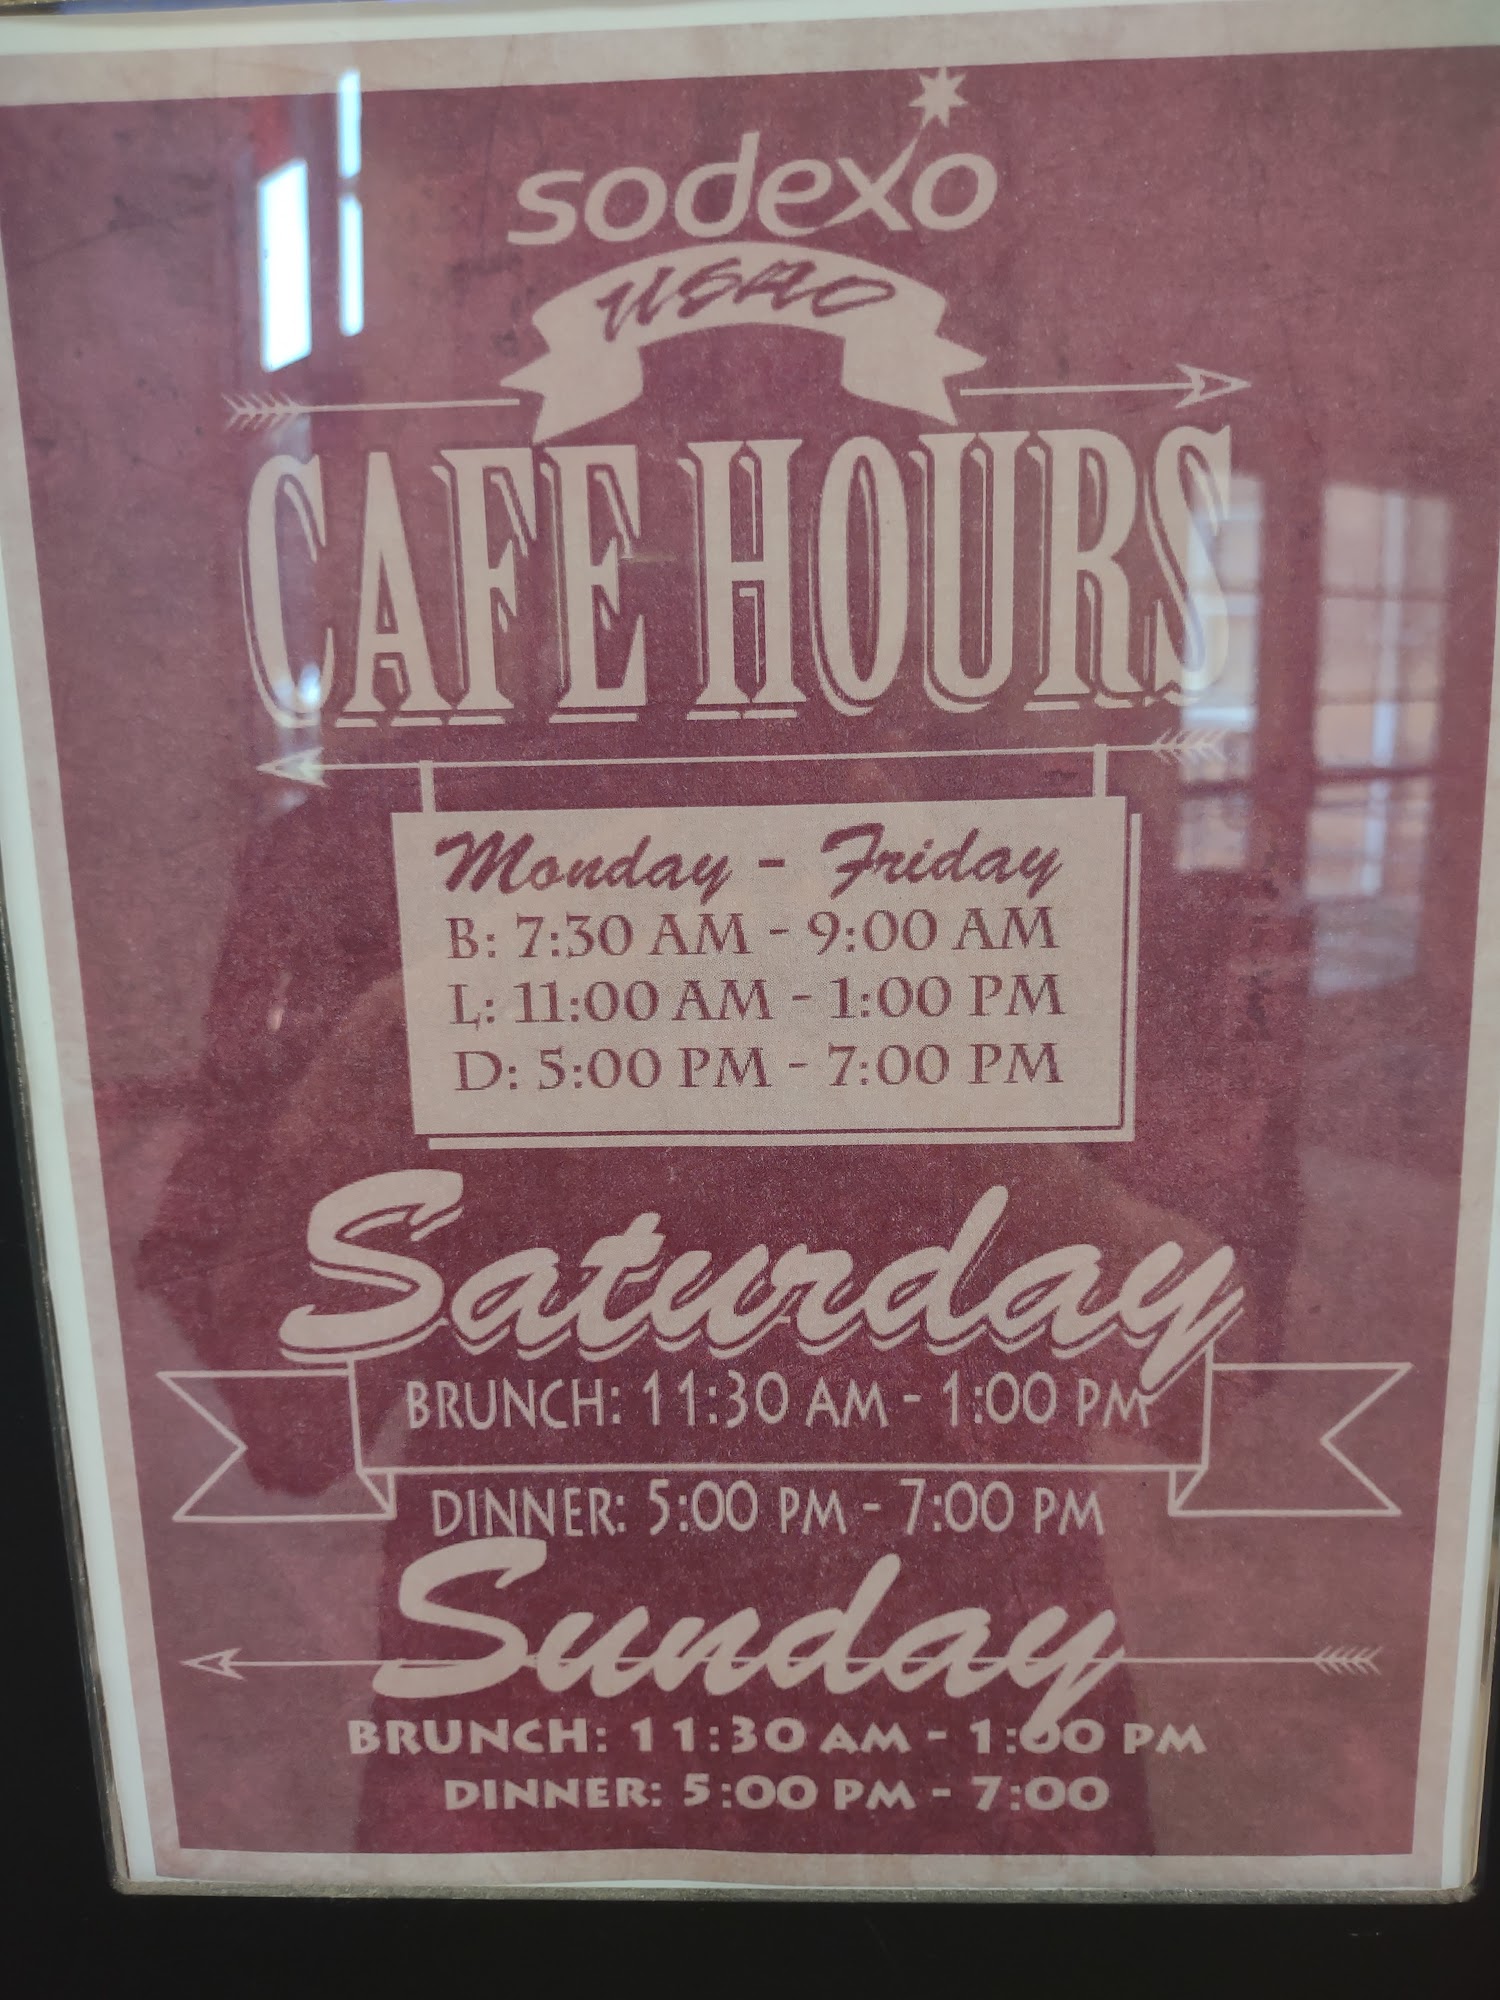 sodexo
USAO
CAFE HOURS
Monday - Friday
B: 7:30 AM - 9:00 AM
L: 11:00 AM - 1:00 PM
D: 5:00 PM - 7:00 PM
Saturday
BRUNCH: 11:30 AM - 1:00 PM
DINNER: 5:00 PM - 7:00 PM
Sunday
BRUNCH: 11:30 AM - 1:00 PM
DINNER: 5:00 PM - 7:00